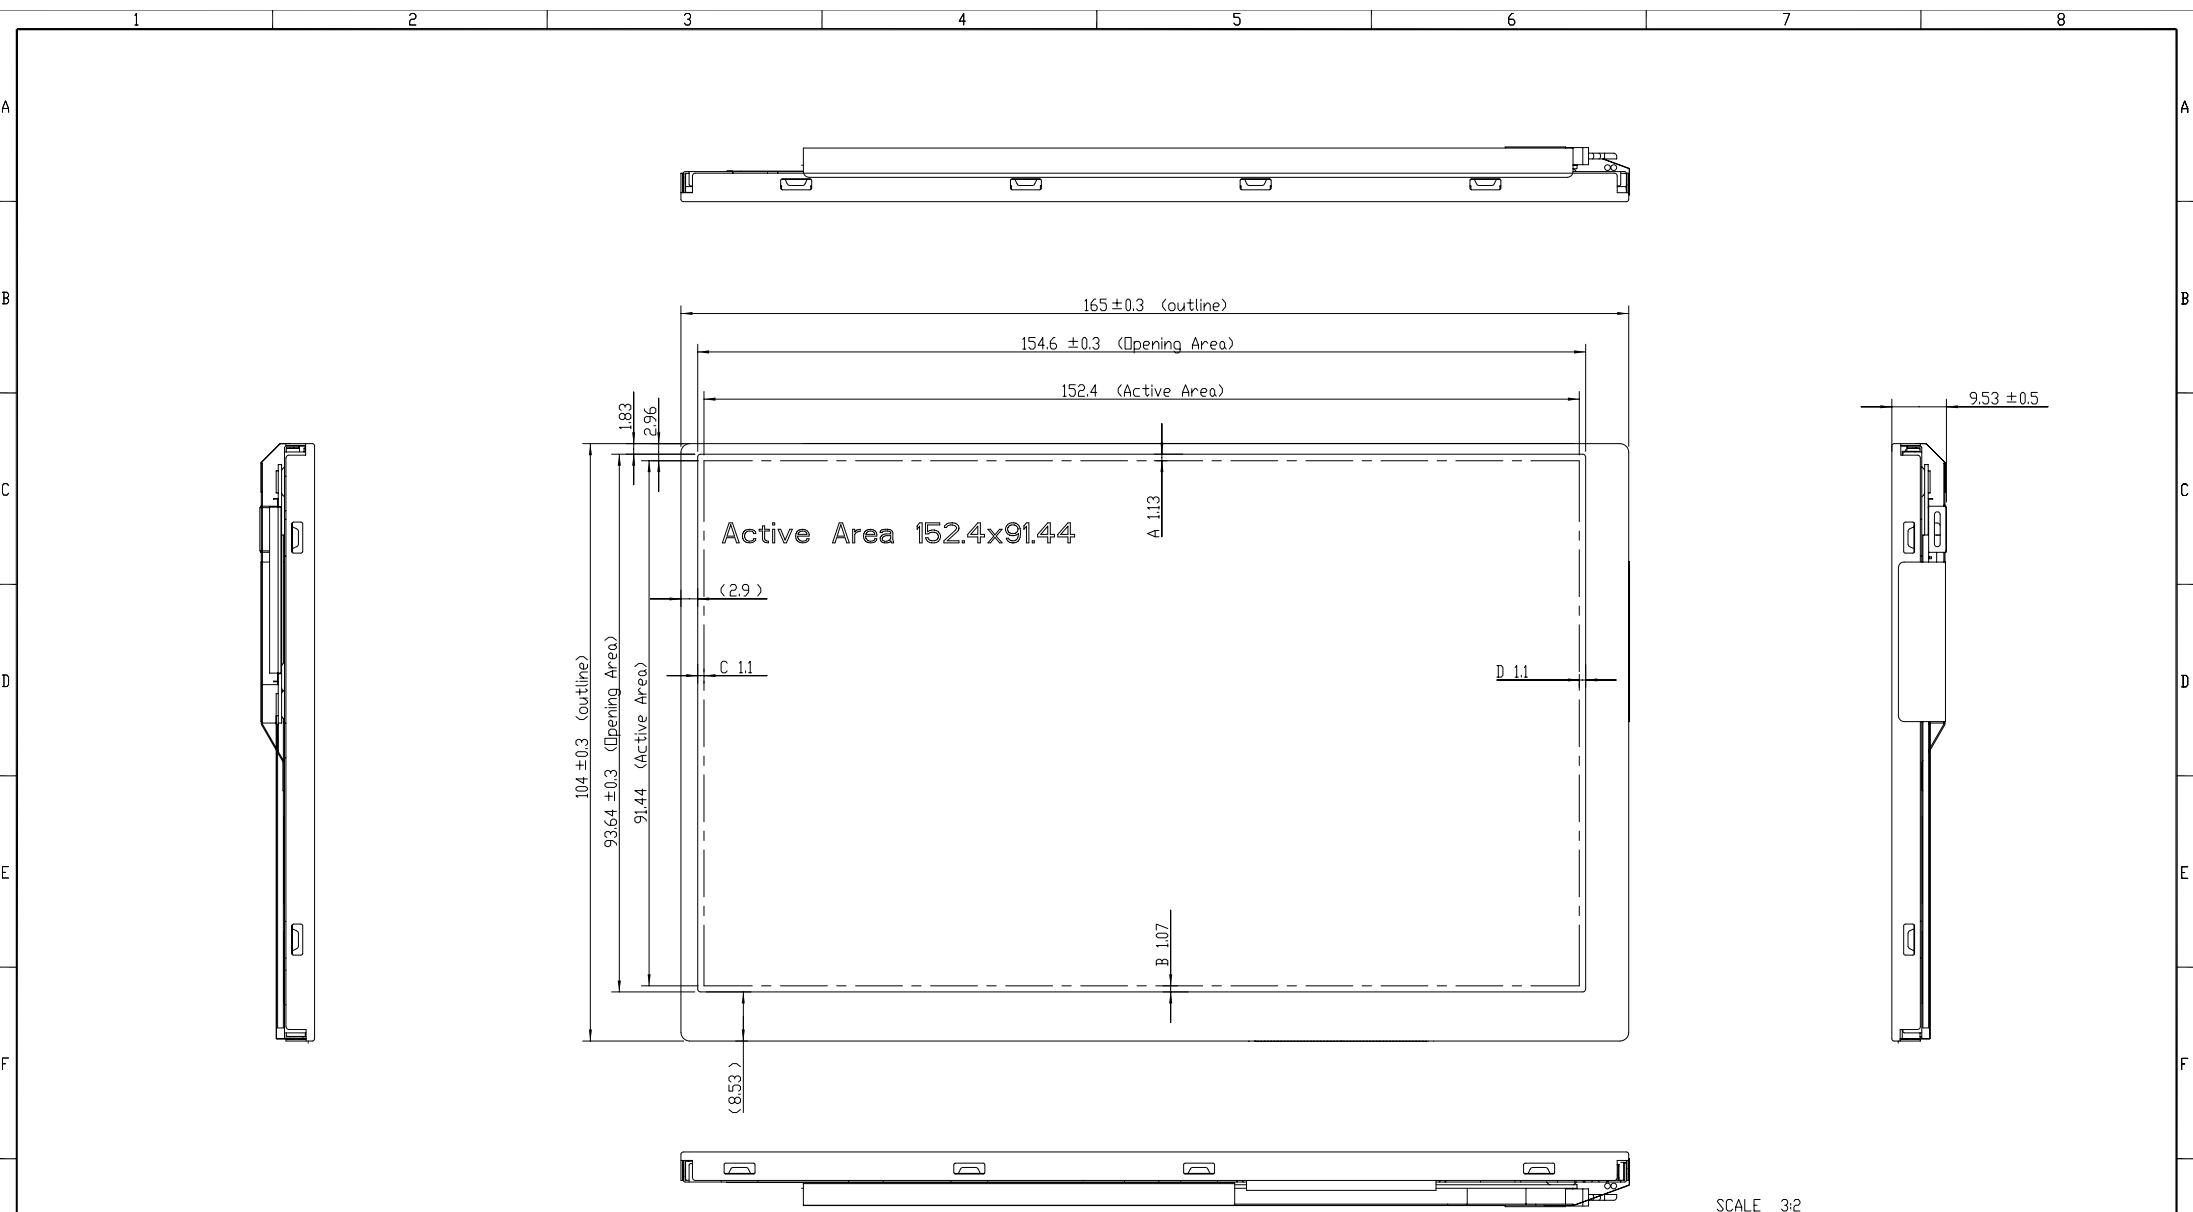 1 2 3 4 5 6 7 8
A A
B B
165±0.3 (outline)
154.6 ±0.3 (Opening Area)
152.4 (Active Area)
9.53 ±0.5
1.83
2.96
C C
A 1.13
Active Area 152.4x91.44
(2.9)
104 ±0.3 (outline)
93.64 ±0.3 (Opening Area)
91.44 (Active Area)
C 1.1
D 1.1
D D
E E
B 1.07
F F
(8.53)
SCALE 3:2